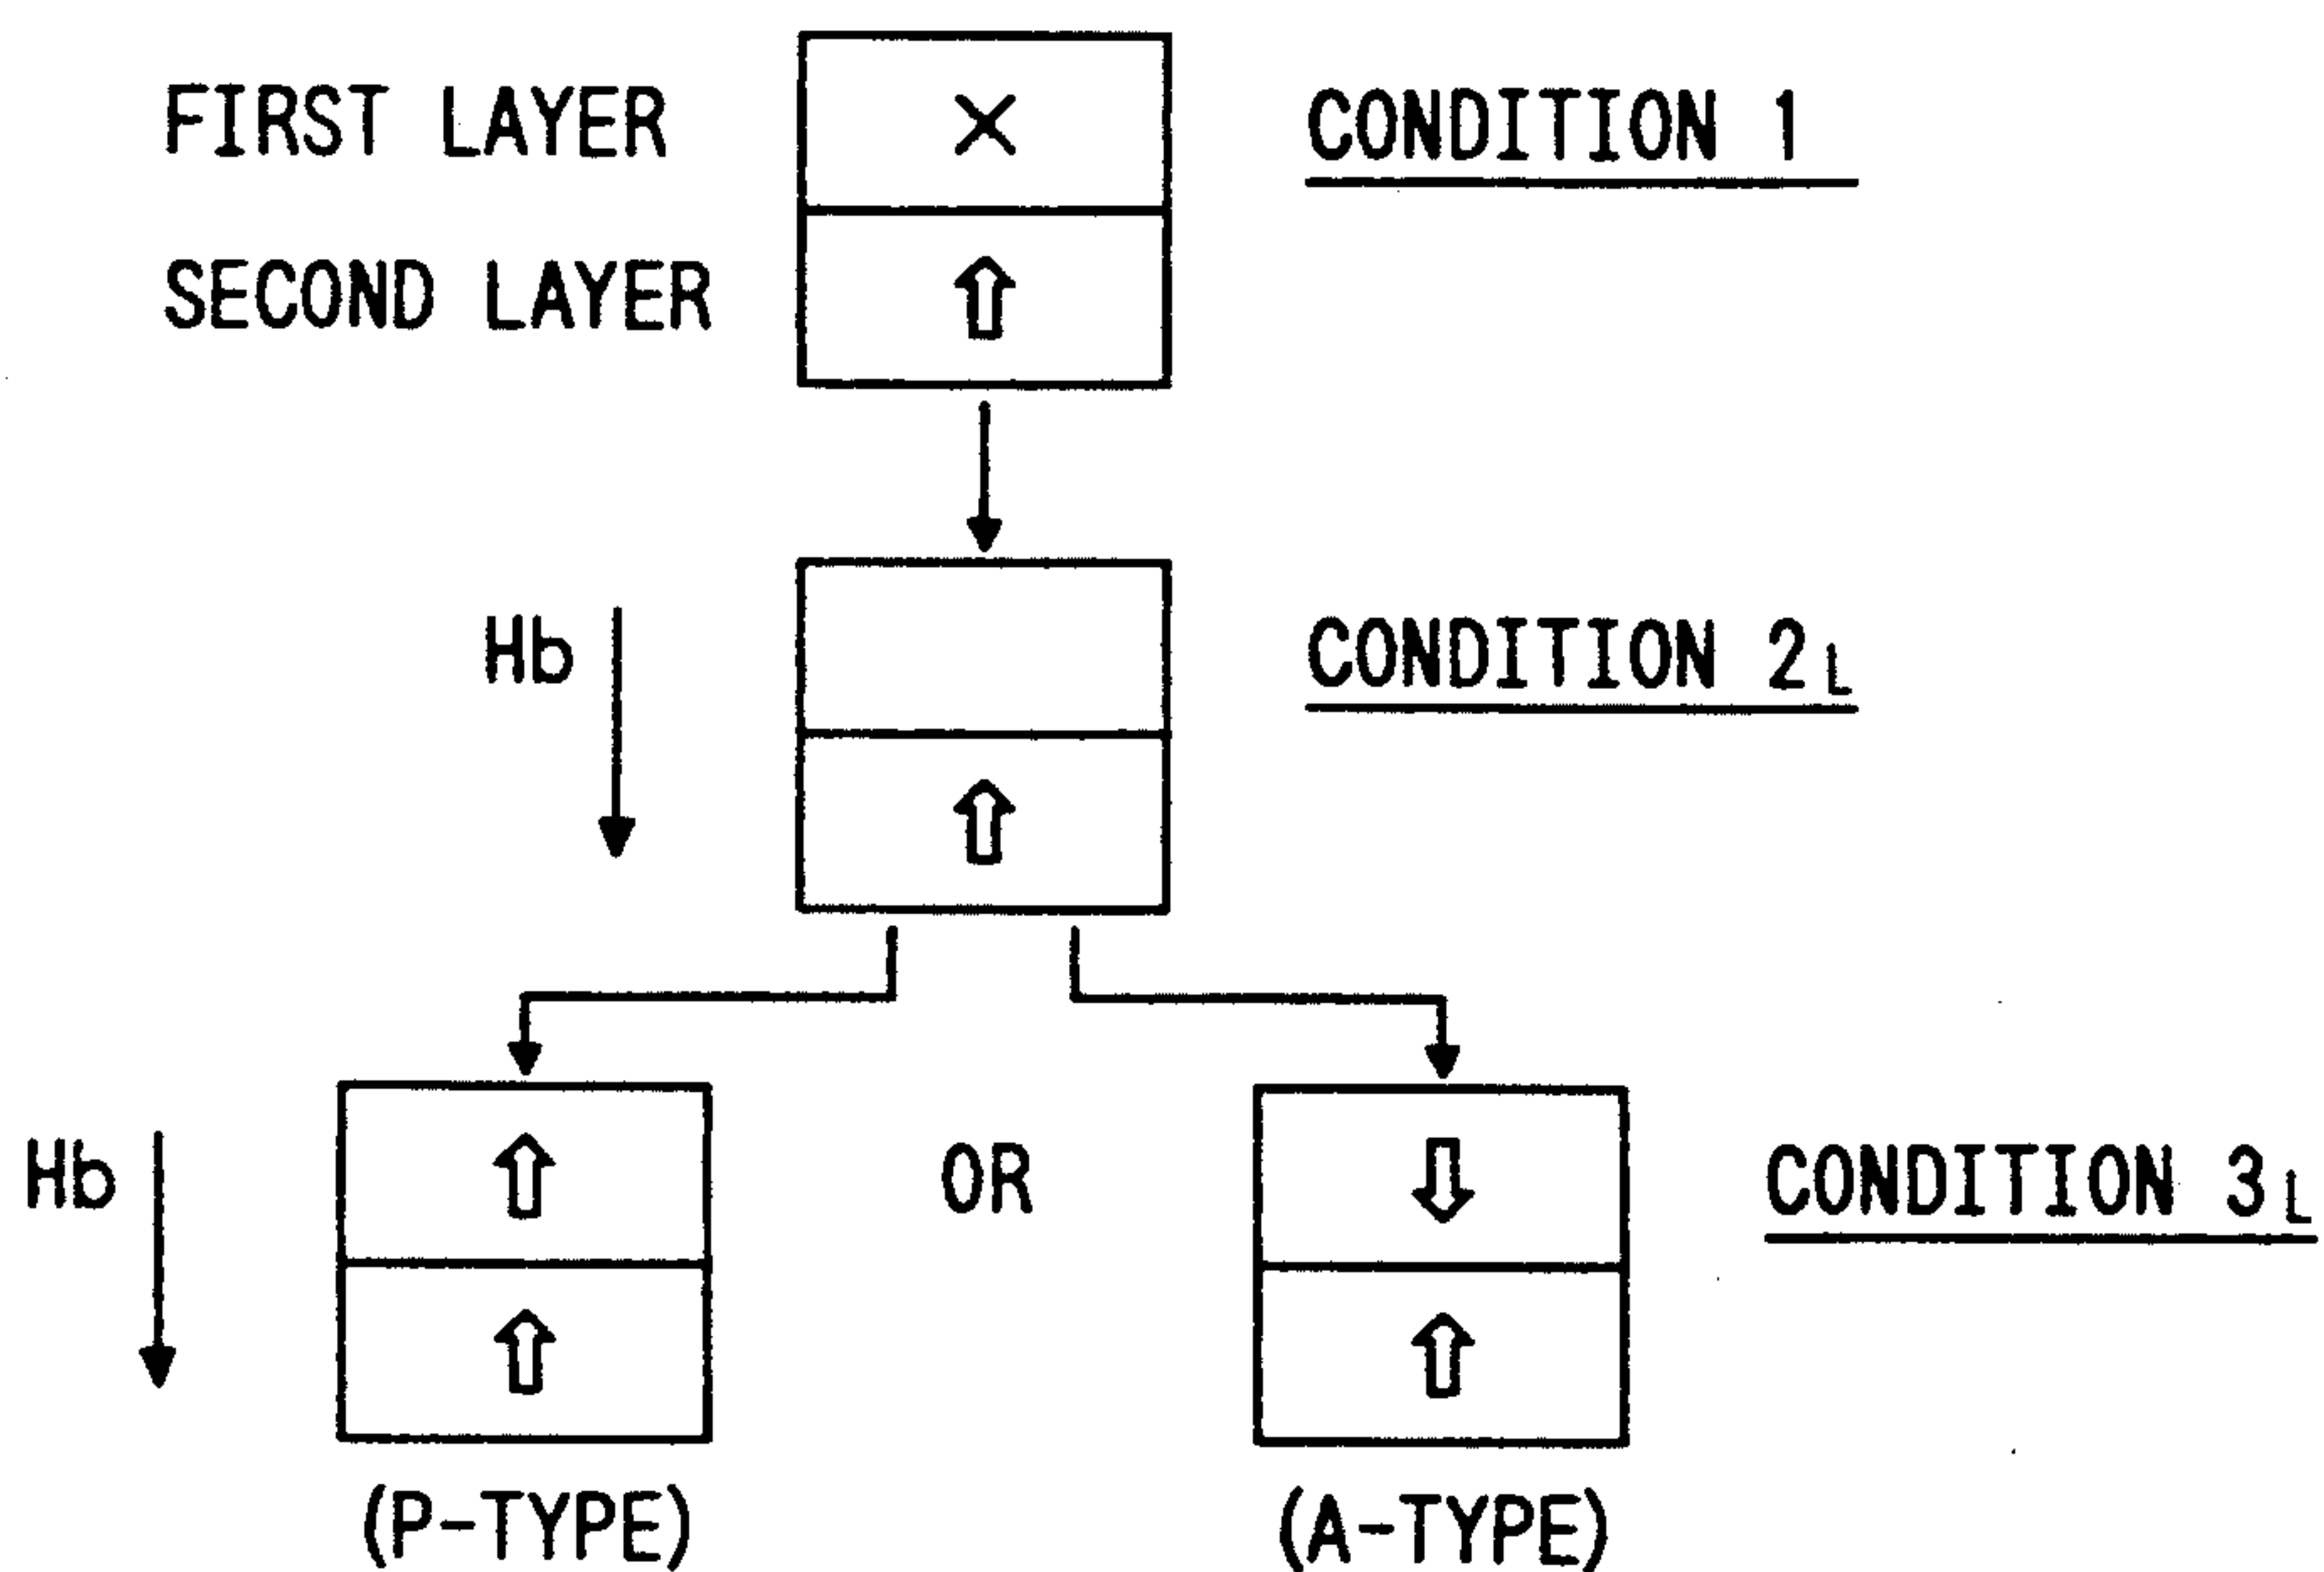 FIRST LAYER
CONDITION 1
SECOND LAYER
Hb
CONDITION 2L
Hb
OR
CONDITION 3L
(P-TYPE)
(A-TYPE)